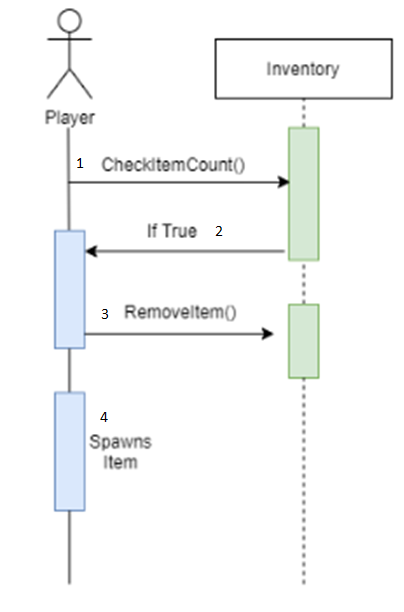 Inventory
Player
1 CheckItemCount()
If True 2
3 RemoveItem()
4
Spawns
Item